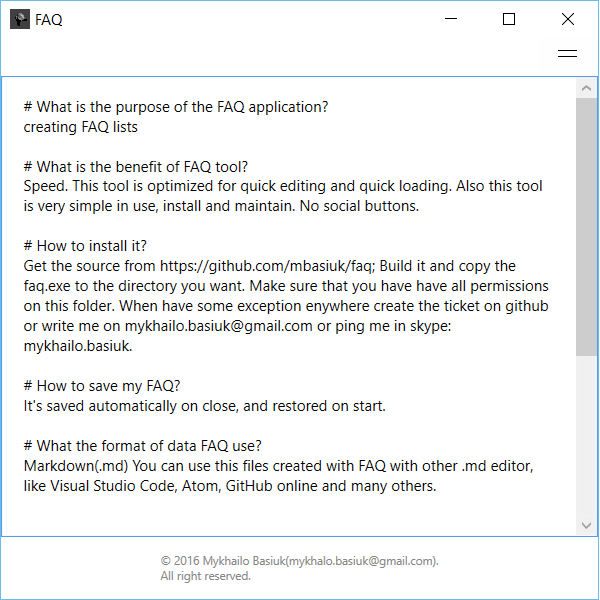 FAQ
# What is the purpose of the FAQ application?
creating FAQ lists
# What is the benefit of FAQ tool?
Speed. This tool is optimized for quick editing and quick loading. Also this tool
is very simple in use, install and maintain. No social buttons.
# How to install it?
Get the source from https://github.com/mbasiuk/faq; Build it and copy the
faq.exe to the directory you want. Make sure that you have have all permissions
on this folder. When have some exception enywhere create the ticket on github
or write me on mykhailo.basiuk@gmail.com or ping me in skype:
mykhailo.basiuk.
# How to save my FAQ?
It's saved automatically on close, and restored on start.
# What the format of data FAQ use?
Markdown(.md) You can use this files created with FAQ with other .md editor,
like Visual Studio Code, Atom, GitHub online and many others.
© 2016 Mykhailo Basiuk(mykhalo.basiuk@gmail.com).
All right reserved.